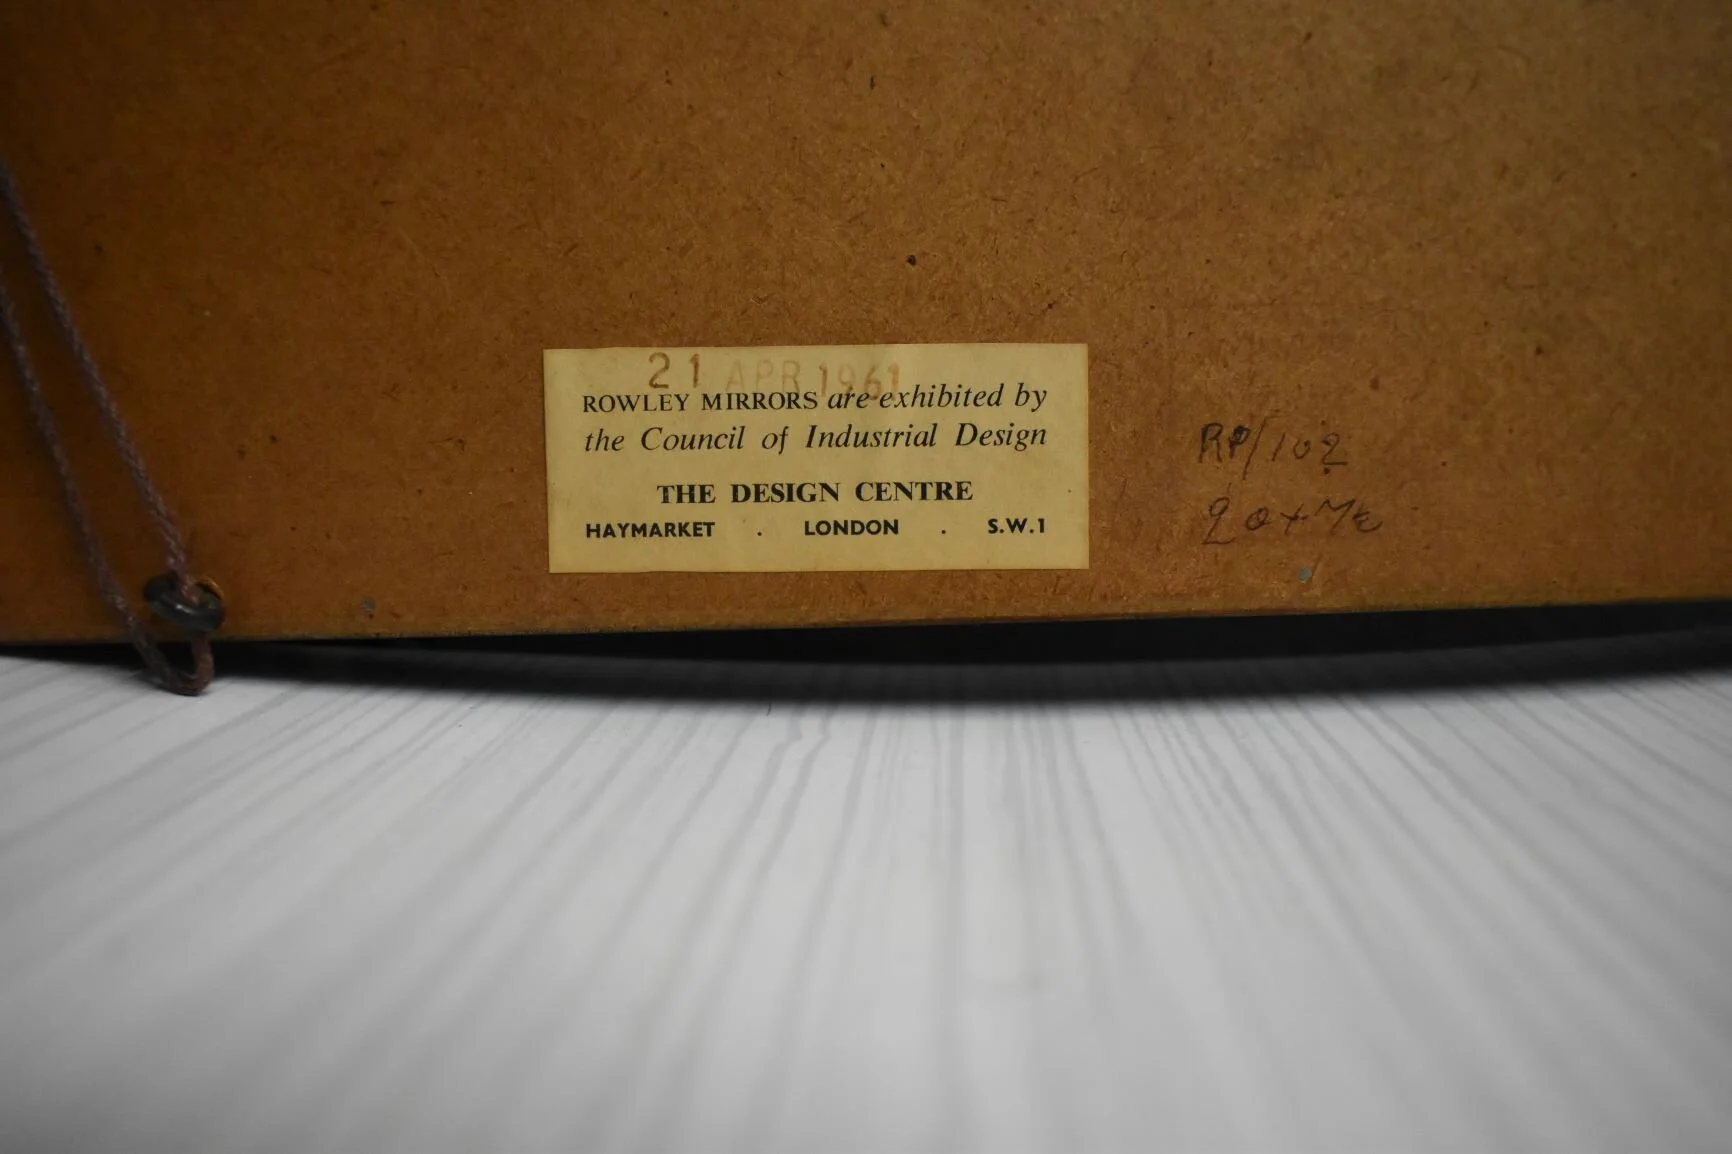 21 APR 1961
ROWLEY MIRRORS are exhibited by
the Council of Industrial Design
THE DESIGN CENTRE
HAYMARKET . LONDON . S.W.1
RP/102